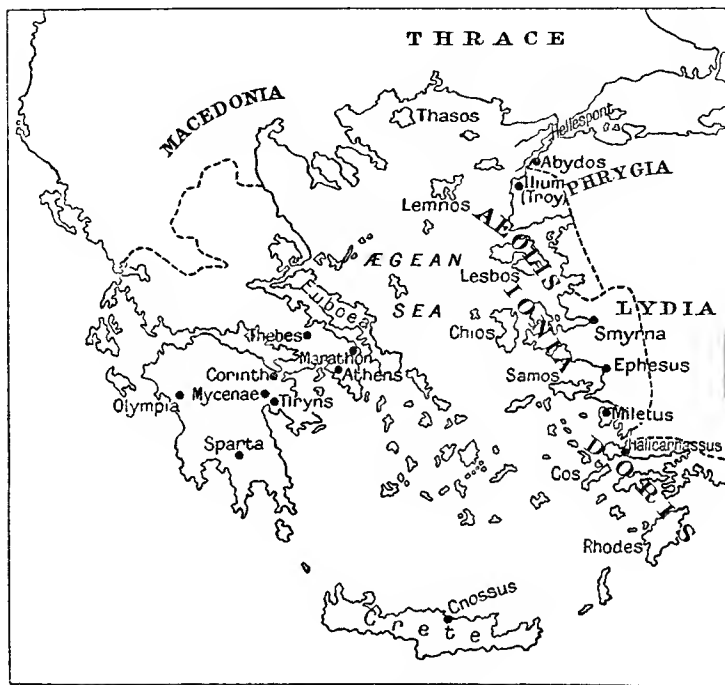 THRACE
MACEDONIA
Thasos
Hellespont
Abydos
Ilium
(Troy)
PHRYGIA
Lemnos
AEOLIS
ÆGEAN
SEA
Lesbos
Euboea
IONIA
LYDIA
Chios
Smyrna
Thebes
Marathon
Athens
Corinth
Samos
Ephesus
Olympia
Mycenae
Tiryns
Miletus
Sparta
Halicarnassus
DORIS
Cos
Rhodes
Cnossus
Crete